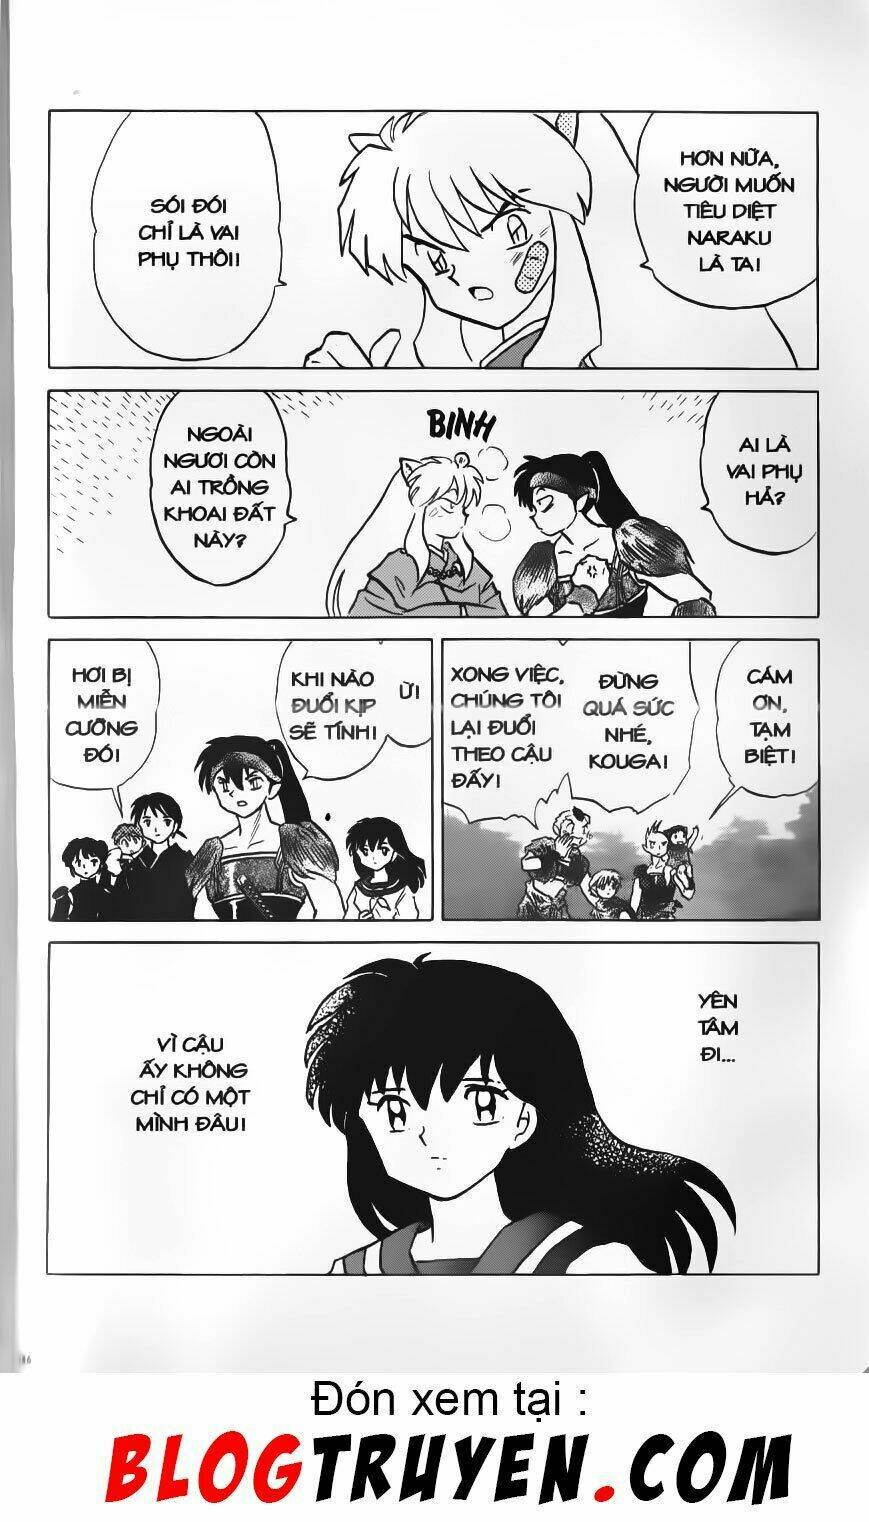 HƠN NỮA,
NGƯỜI MUỐN
TIÊU DIỆT
NARAKU
LÀ TA!
SÓI ĐÓI
CHỈ LÀ VAI
PHỤ THÔI!
AI LÀ
VAI PHỤ
HẢ?
BINH
NGOÀI
NGƯƠI CÒN
AI TRỒNG
KHOAI ĐẤT
NÀY?
CÁM
ƠN,
TẠM
BIỆT!
ĐỪNG
QUÁ SỨC
NHÉ,
KOUGA!
XONG VIỆC,
CHÚNG TÔI
LẠI ĐUỔI
THEO CẬU
ĐẤY!
Ừ!
KHI NÀO
ĐUỔI KỊP
SẼ TÍNH!
HƠI BỊ
MIỄN
CƯỠNG
ĐÓ!
YÊN
TÂM
ĐI...
VÌ CẬU
ẤY KHÔNG
CHỈ CÓ MỘT
MÌNH ĐÂU!
Đón xem tại :
BLOGTRUYEN.COM